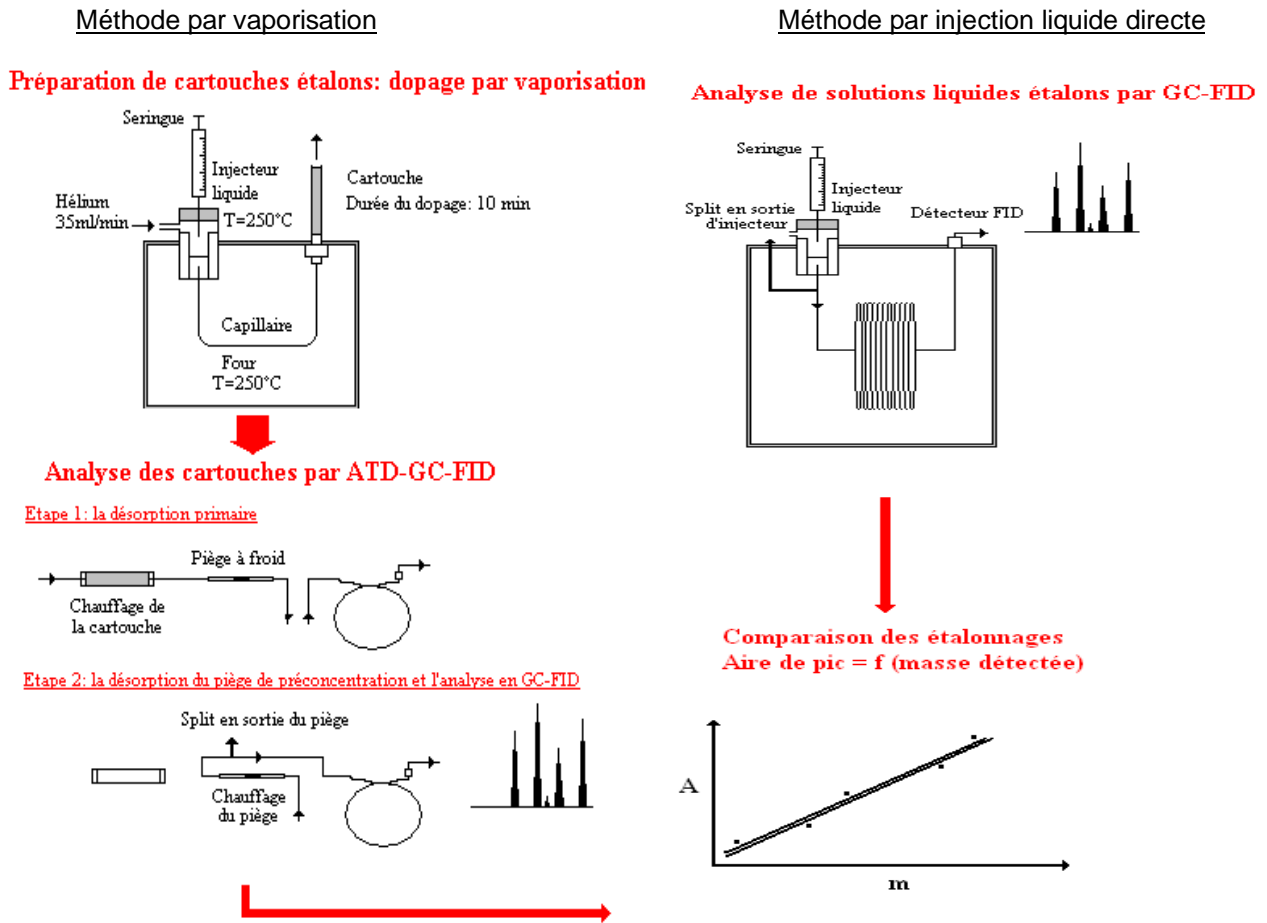 Méthode par vaporisation
Préparation de cartouches étalons: dopage par vaporisation
Seringue
Injecteur
liquide
T=250°C
Hélium
35ml/min
Cartouche
Durée du dopage: 10 min
Capillaire
Four
T=250°C
Analyse des cartouches par ATD-GC-FID
Etape 1: la désorption primaire
Piège à froid
Chauffage de
la cartouche
Etape 2: la désorption du piège de préconcentration et l'analyse en GC-FID
Split en sortie du piège
Chauffage
du piège
Méthode par injection liquide directe
Analyse de solutions liquides étalons par GC-FID
Seringue
Injecteur
liquide
Split en sortie
d'injecteur
Détecteur FID
Comparaison des étalonnages
Aire de pic = f (masse détectée)
A
m